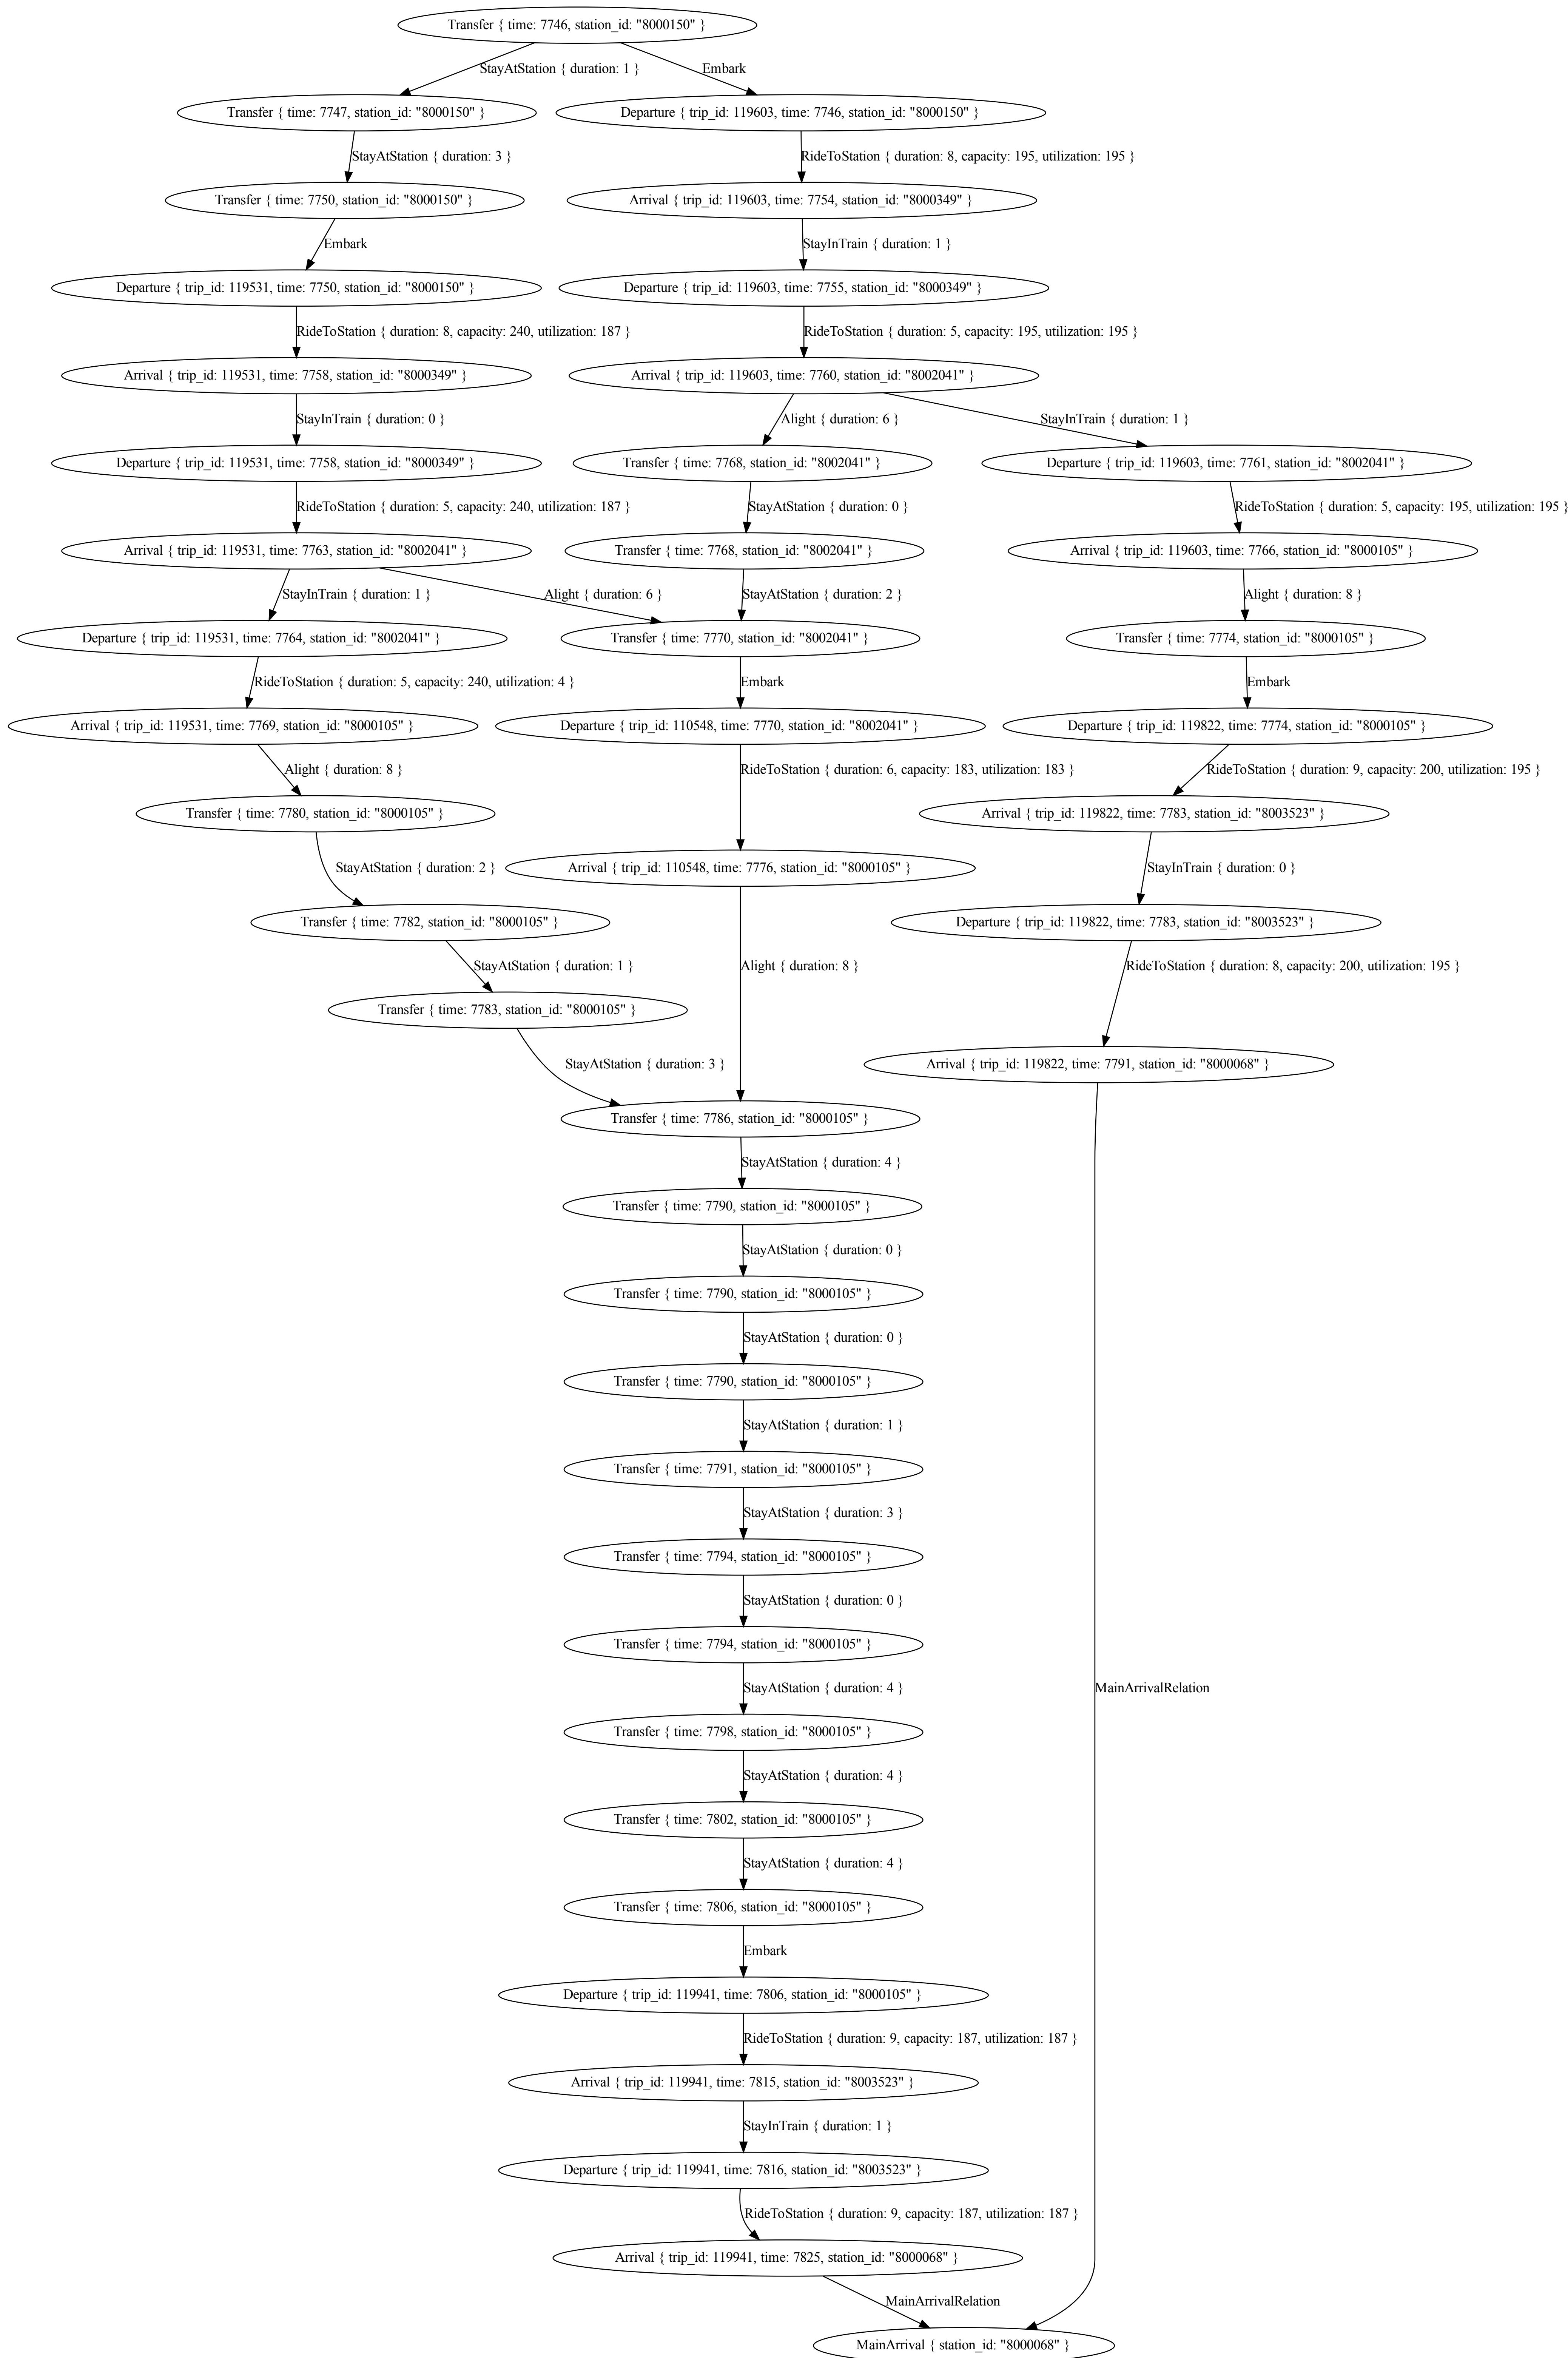 Transfer { time: 7746, station_id: "8000150" }
StayAtStation { duration: 1 }
Embark
Transfer { time: 7747, station_id: "8000150" }
Departure { trip_id: 119603, time: 7746, station_id: "8000150" }
StayAtStation { duration: 3 }
RideToStation { duration: 8, capacity: 195, utilization: 195 }
Transfer { time: 7750, station_id: "8000150" }
Arrival { trip_id: 119603, time: 7754, station_id: "8000349" }
Embark
StayInTrain { duration: 1 }
Departure { trip_id: 119531, time: 7750, station_id: "8000150" }
Departure { trip_id: 119603, time: 7755, station_id: "8000349" }
RideToStation { duration: 8, capacity: 240, utilization: 187 }
RideToStation { duration: 5, capacity: 195, utilization: 195 }
Arrival { trip_id: 119531, time: 7758, station_id: "8000349" }
Arrival { trip_id: 119603, time: 7760, station_id: "8002041" }
StayInTrain { duration: 0 }
Alight { duration: 6 }
StayInTrain { duration: 1 }
Departure { trip_id: 119531, time: 7758, station_id: "8000349" }
Transfer { time: 7768, station_id: "8002041" }
Departure { trip_id: 119603, time: 7761, station_id: "8002041" }
RideToStation { duration: 5, capacity: 240, utilization: 187 }
StayAtStation { duration: 0 }
RideToStation { duration: 5, capacity: 195, utilization: 195 }
Arrival { trip_id: 119531, time: 7763, station_id: "8002041" }
Transfer { time: 7768, station_id: "8002041" }
Arrival { trip_id: 119603, time: 7766, station_id: "8000105" }
StayInTrain { duration: 1 }
Alight { duration: 6 }
StayAtStation { duration: 2 }
Alight { duration: 8 }
Departure { trip_id: 119531, time: 7764, station_id: "8002041" }
Transfer { time: 7770, station_id: "8002041" }
Transfer { time: 7774, station_id: "8000105" }
RideToStation { duration: 5, capacity: 240, utilization: 4 }
Embark
Embark
Arrival { trip_id: 119531, time: 7769, station_id: "8000105" }
Departure { trip_id: 110548, time: 7770, station_id: "8002041" }
Departure { trip_id: 119822, time: 7774, station_id: "8000105" }
Alight { duration: 8 }
RideToStation { duration: 6, capacity: 183, utilization: 183 }
RideToStation { duration: 9, capacity: 200, utilization: 195 }
Transfer { time: 7780, station_id: "8000105" }
Arrival { trip_id: 119822, time: 7783, station_id: "8003523" }
StayAtStation { duration: 2 }
Arrival { trip_id: 110548, time: 7776, station_id: "8000105" }
StayInTrain { duration: 0 }
Transfer { time: 7782, station_id: "8000105" }
Departure { trip_id: 119822, time: 7783, station_id: "8003523" }
StayAtStation { duration: 1 }
Alight { duration: 8 }
RideToStation { duration: 8, capacity: 200, utilization: 195 }
Transfer { time: 7783, station_id: "8000105" }
StayAtStation { duration: 3 }
Arrival { trip_id: 119822, time: 7791, station_id: "8000068" }
Transfer { time: 7786, station_id: "8000105" }
StayAtStation { duration: 4 }
Transfer { time: 7790, station_id: "8000105" }
StayAtStation { duration: 0 }
Transfer { time: 7790, station_id: "8000105" }
StayAtStation { duration: 0 }
Transfer { time: 7790, station_id: "8000105" }
StayAtStation { duration: 1 }
Transfer { time: 7791, station_id: "8000105" }
StayAtStation { duration: 3 }
Transfer { time: 7794, station_id: "8000105" }
StayAtStation { duration: 0 }
Transfer { time: 7794, station_id: "8000105" }
StayAtStation { duration: 4 }
MainArrivalRelation
Transfer { time: 7798, station_id: "8000105" }
StayAtStation { duration: 4 }
Transfer { time: 7802, station_id: "8000105" }
StayAtStation { duration: 4 }
Transfer { time: 7806, station_id: "8000105" }
Embark
Departure { trip_id: 119941, time: 7806, station_id: "8000105" }
RideToStation { duration: 9, capacity: 187, utilization: 187 }
Arrival { trip_id: 119941, time: 7815, station_id: "8003523" }
StayInTrain { duration: 1 }
Departure { trip_id: 119941, time: 7816, station_id: "8003523" }
RideToStation { duration: 9, capacity: 187, utilization: 187 }
Arrival { trip_id: 119941, time: 7825, station_id: "8000068" }
MainArrivalRelation
MainArrival { station_id: "8000068" }